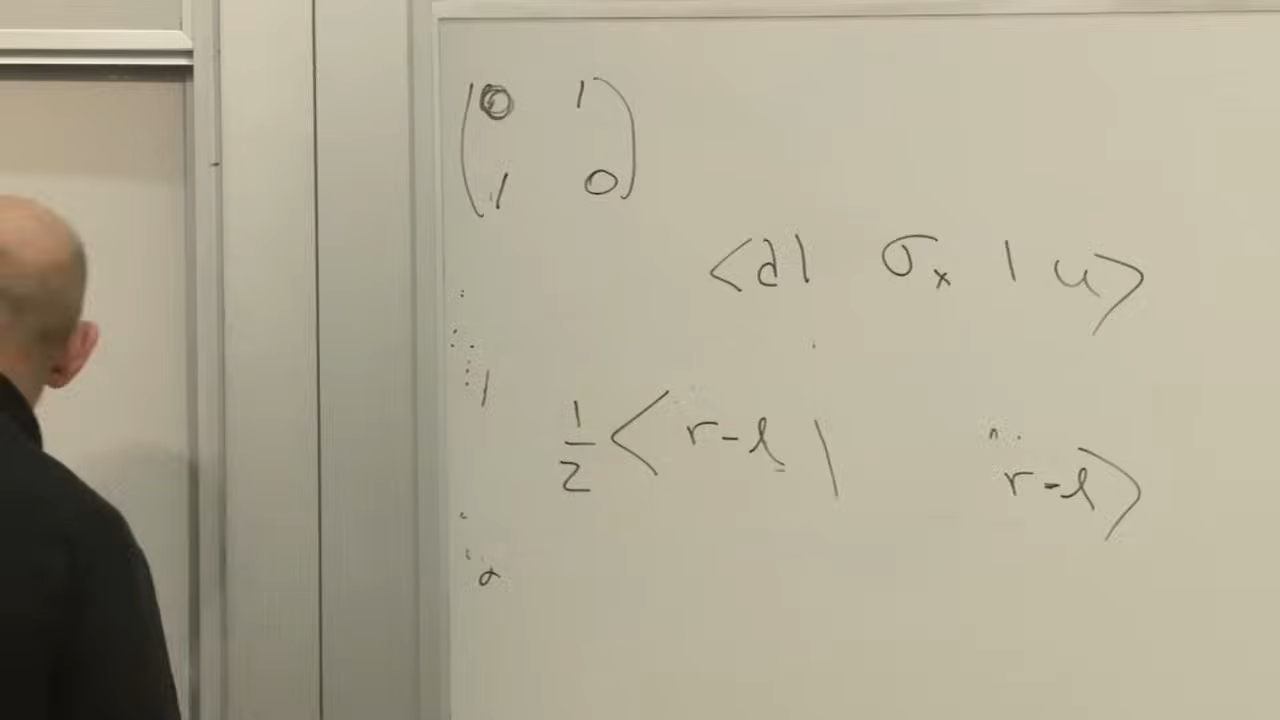 ( 0 1
1 0 )
<d| σₓ |u>
1/2 < r-l | r-l >